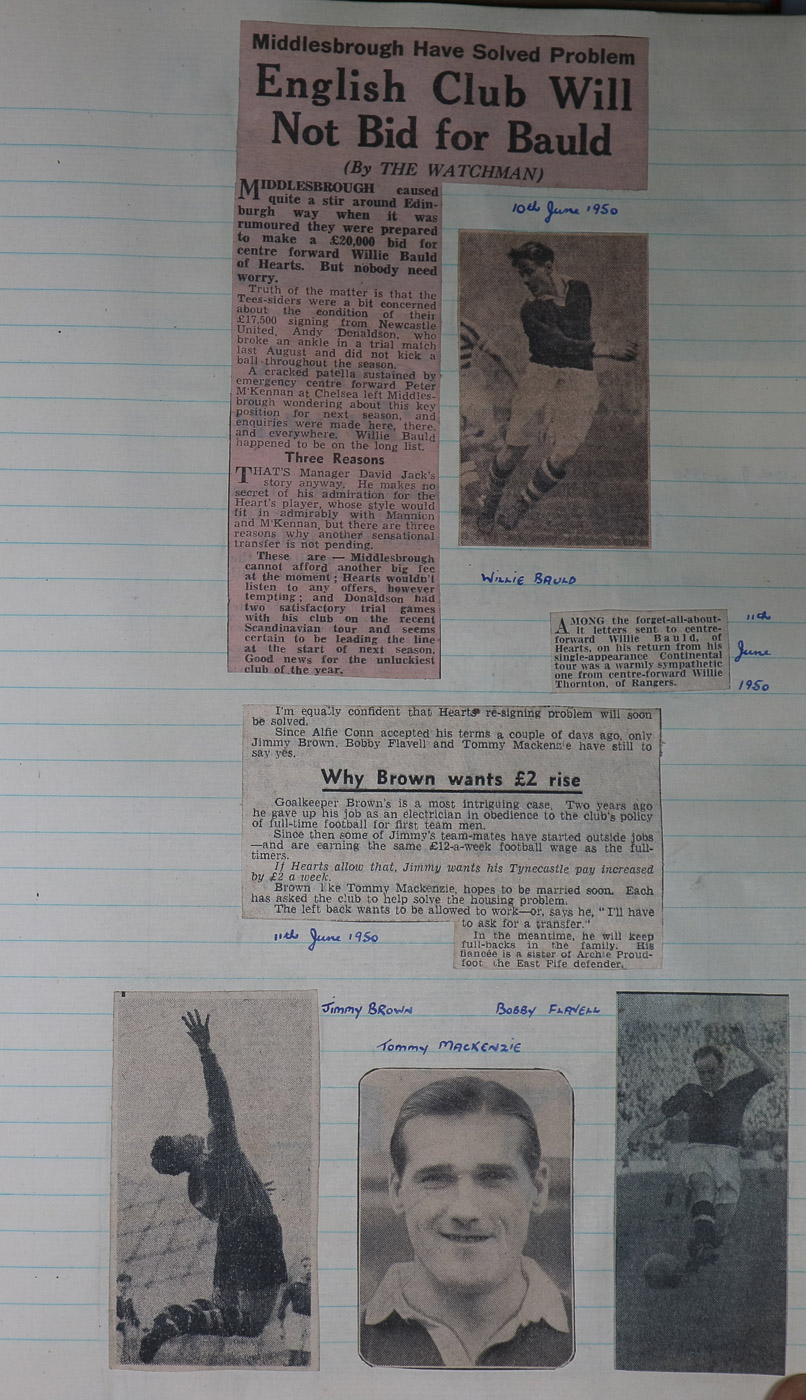 Middlesbrough Have Solved Problem
English Club Will
Not Bid for Bauld
(By THE WATCHMAN)
MIDDLESBROUGH caused
quite a stir around Edin-
burgh way when it was
rumoured they were prepared
to make a £20,000 bid for
centre forward Willie Bauld
of Hearts. But nobody need
worry.
Truth of the matter is that the
Tees-siders were a bit concerned
about the condition of their
£17,500 signing from Newcastle
United, Andy Donaldson, who
broke an ankle in a trial match
last August and did not kick a
ball throughout the season.
A cracked patella sustained by
emergency centre forward Peter
M'Kennan at Chelsea left Middles-
brough wondering about this key
position for next season, and
enquiries were made here, there,
and everywhere. Willie Bauld
happened to be on the long list.
Three Reasons
THAT'S Manager David Jack's
story anyway. He makes no
secret of his admiration for the
Heart's player, whose style would
fit in admirably with Mannion
and M'Kennan, but there are three
reasons why another sensational
transfer is not pending.
These are — Middlesbrough
cannot afford another big fee
at the moment; Hearts wouldn't
listen to any offers, however
tempting; and Donaldson had
two satisfactory trial games
with his club on the recent
Scandinavian tour and seems
certain to be leading the line
at the start of next season.
Good news for the unluckiest
club of the year.
10th June 1950
WILLIE BAULD
AMONG the forget-all-about-
it letters sent to centre-
forward Willie Bauld, of
Hearts, on his return from his
single-appearance Continental
tour was a warmly sympathetic
one from centre-forward Willie
Thornton, of Rangers.
11th
June
1950
I'm equally confident that Hearts' re-signing problem will soon
be solved.
Since Alfie Conn accepted his terms a couple of days ago, only
Jimmy Brown, Bobby Flavell and Tommy Mackenzie have still to
say yes.
Why Brown wants £2 rise
Goalkeeper Brown's is a most intriguing case. Two years ago
he gave up his job as an electrician in obedience to the club's policy
of full-time football for first team men.
Since then some of Jimmy's team-mates have started outside jobs
—and are earning the same £12-a-week football wage as the full-
timers.
If Hearts allow that, Jimmy wants his Tynecastle pay increased
by £2 a week.
Brown like Tommy Mackenzie, hopes to be married soon. Each
has asked the club to help solve the housing problem.
The left back wants to be allowed to work—or, says he, "I'll have
to ask for a transfer."
In the meantime, he will keep
full-backs in the family. His
fiancée is a sister of Archie Proud-
foot the East Fife defender.
11th June 1950
Jimmy BROWN
BOBBY FLAVELL
Tommy MACKENZIE